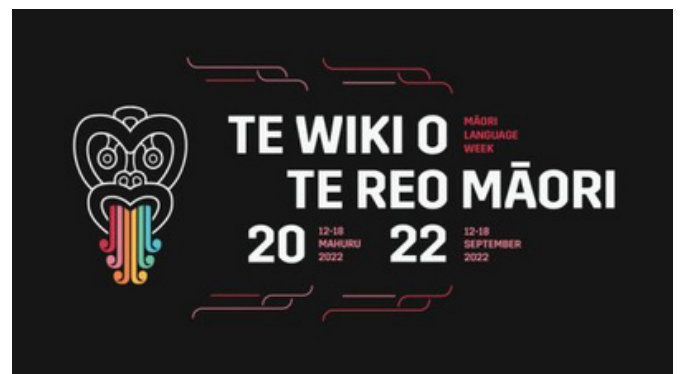 TE WIKI O
MĀORI
LANGUAGE
WEEK
TE REO MĀORI
20
12-18
MAHURU
2022
22
12-18
SEPTEMBER
2022